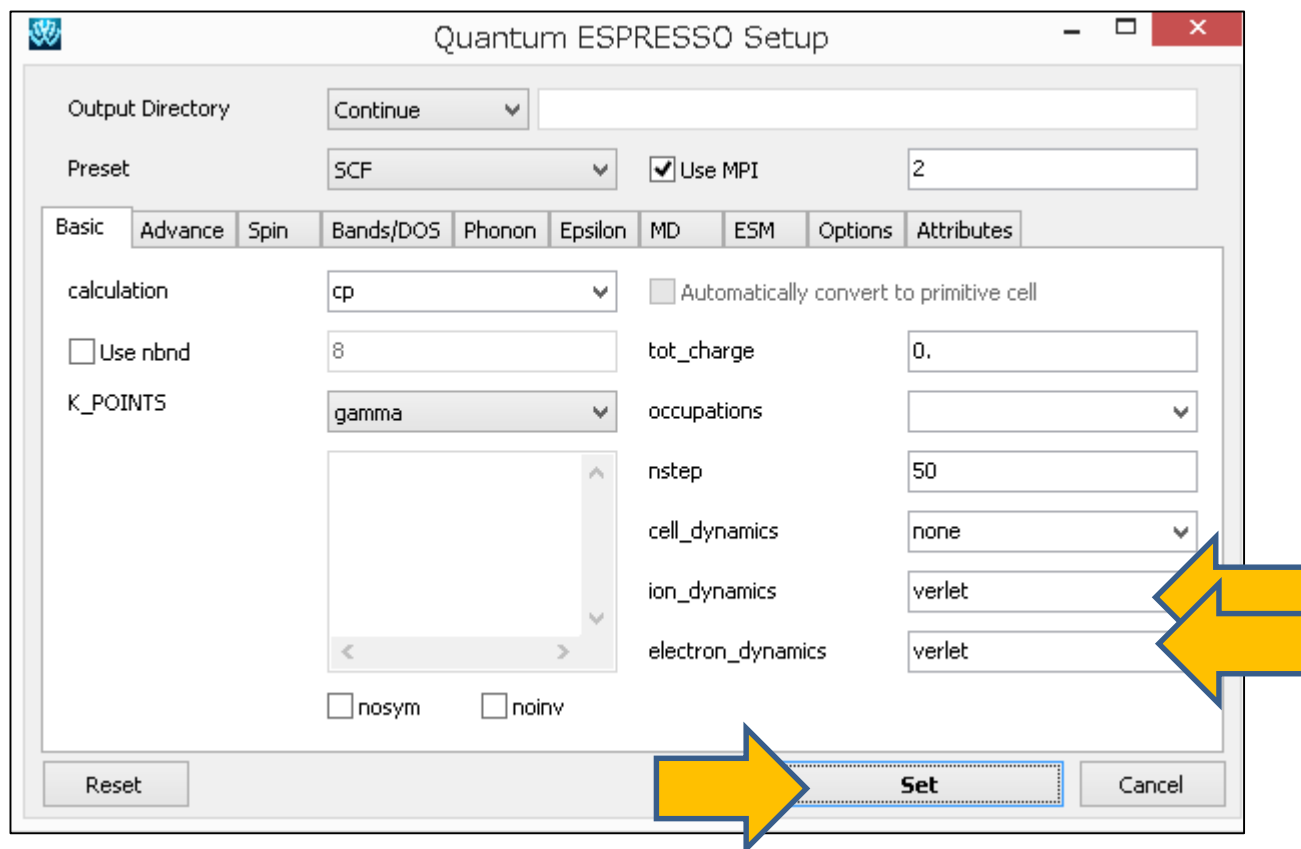 Quantum ESPRESSO Setup
Output Directory Continue
Preset SCF Use MPI 2
Basic Advance Spin Bands/DOS Phonon Epsilon MD ESM Options Attributes
calculation cp Automatically convert to primitive cell
Use nbnd 8 tot_charge 0.
K_POINTS gamma occupations
nstep 50
cell_dynamics none
ion_dynamics verlet
electron_dynamics verlet
nosym noinv
Reset Set Cancel